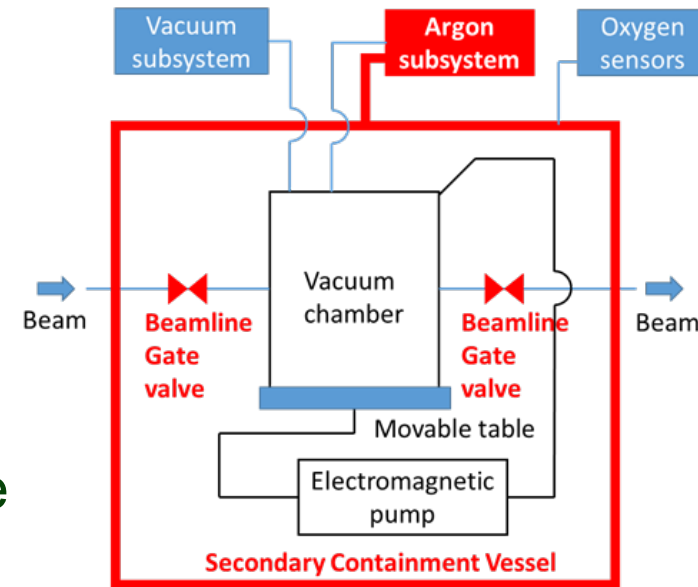 Vacuum
subsystem
Argon
subsystem
Oxygen
sensors
Beam
Beamline
Gate
valve
Vacuum
chamber
Beamline
Gate
valve
Beam
Movable table
e
Electromagnetic
pump
Secondary Containment Vessel